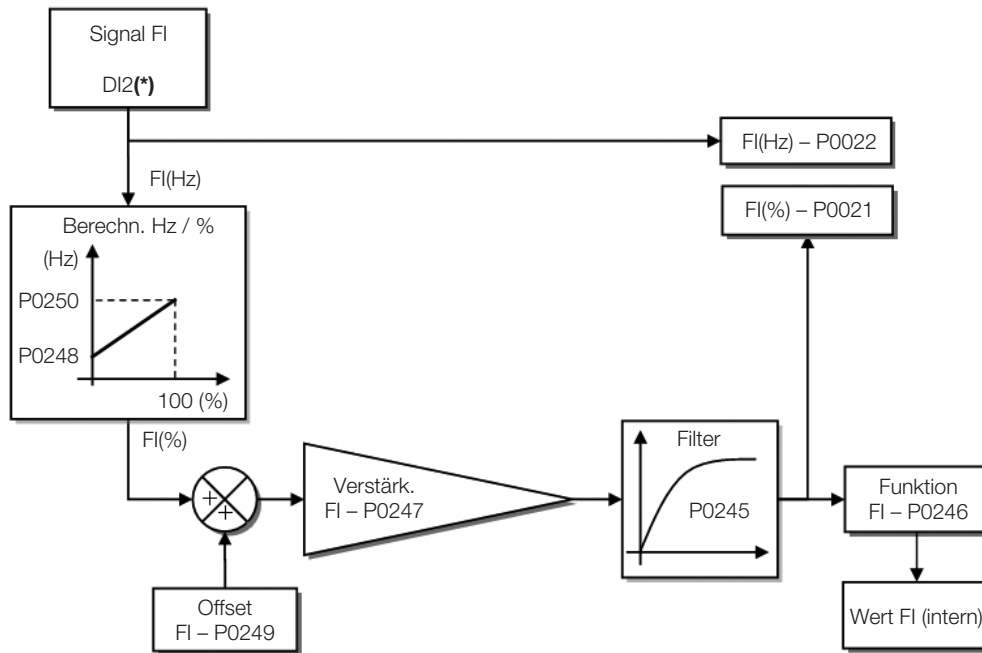 Signal FI
DI2(*)
FI(Hz) – P0022
FI(Hz)
FI(%) – P0021
Berechn. Hz / %
(Hz)
P0250
P0248
100 (%)
FI(%)
Verstärk.
FI – P0247
Filter
P0245
Funktion
FI – P0246
+
+
Offset
FI – P0249
Wert FI (intern)